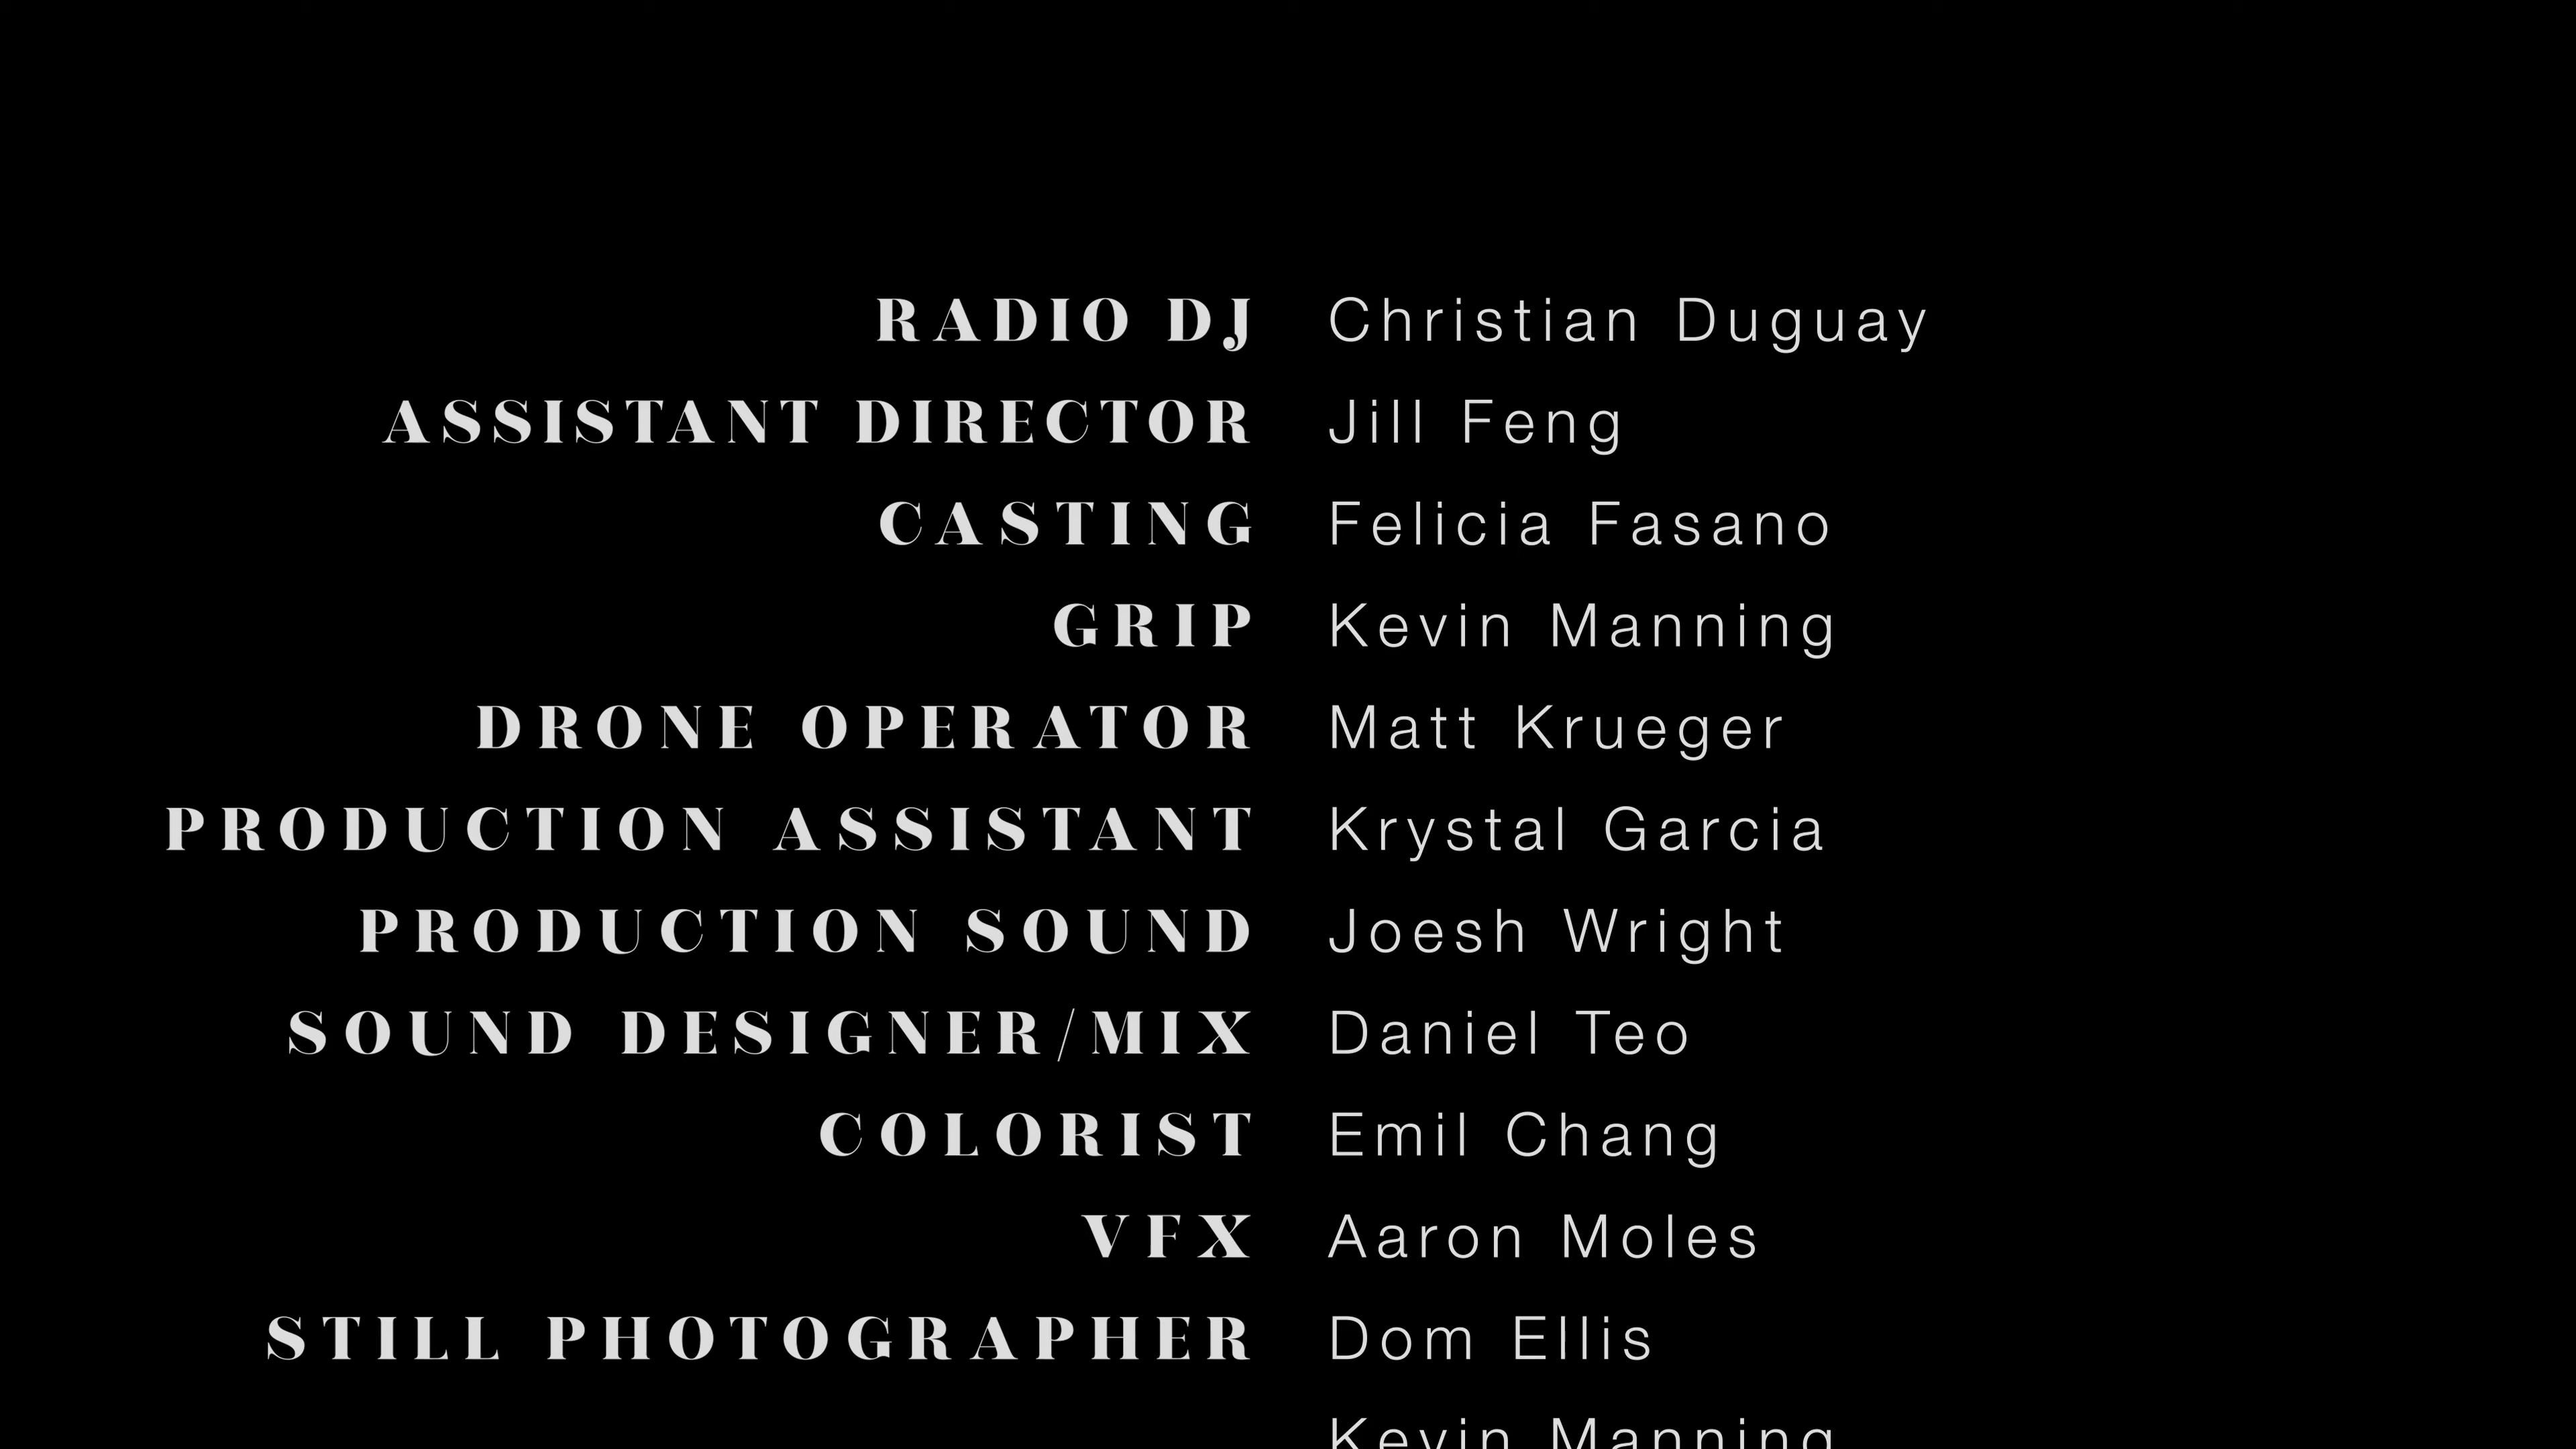 RADIO DJ Christian Duguay
ASSISTANT DIRECTOR Jill Feng
CASTING Felicia Fasano
GRIP Kevin Manning
DRONE OPERATOR Matt Krueger
PRODUCTION ASSISTANT Krystal Garcia
PRODUCTION SOUND Joesh Wright
SOUND DESIGNER/MIX Daniel Teo
COLORIST Emil Chang
VFX Aaron Moles
STILL PHOTOGRAPHER Dom Ellis
Kevin Manning